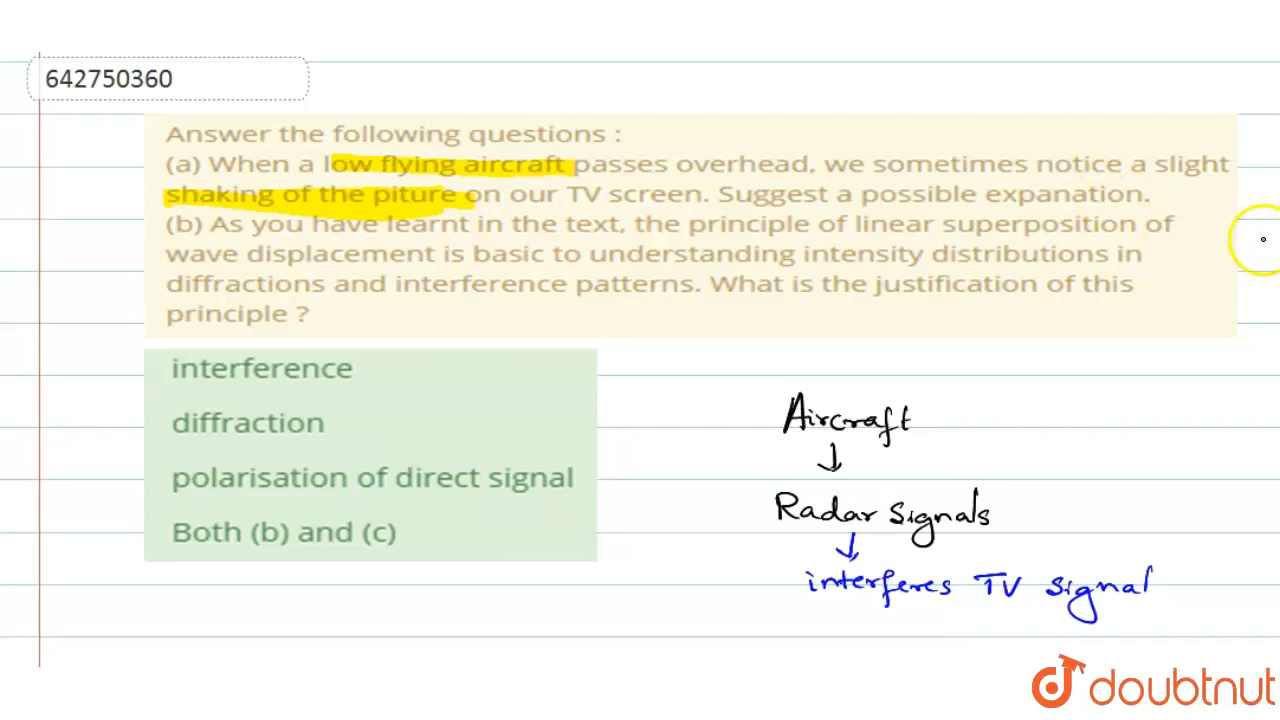 642750360
Answer the following questions :
(a) When a low flying aircraft passes overhead, we sometimes notice a slight
shaking of the piture on our TV screen. Suggest a possible expanation.
(b) As you have learnt in the text, the principle of linear superposition of
wave displacement is basic to understanding intensity distributions in
diffractions and interference patterns. What is the justification of this
principle ?
interference
diffraction
polarisation of direct signal
Both (b) and (c)
Aircraft
↓
Radar signals
↓
interferes TV signal
doubtnut